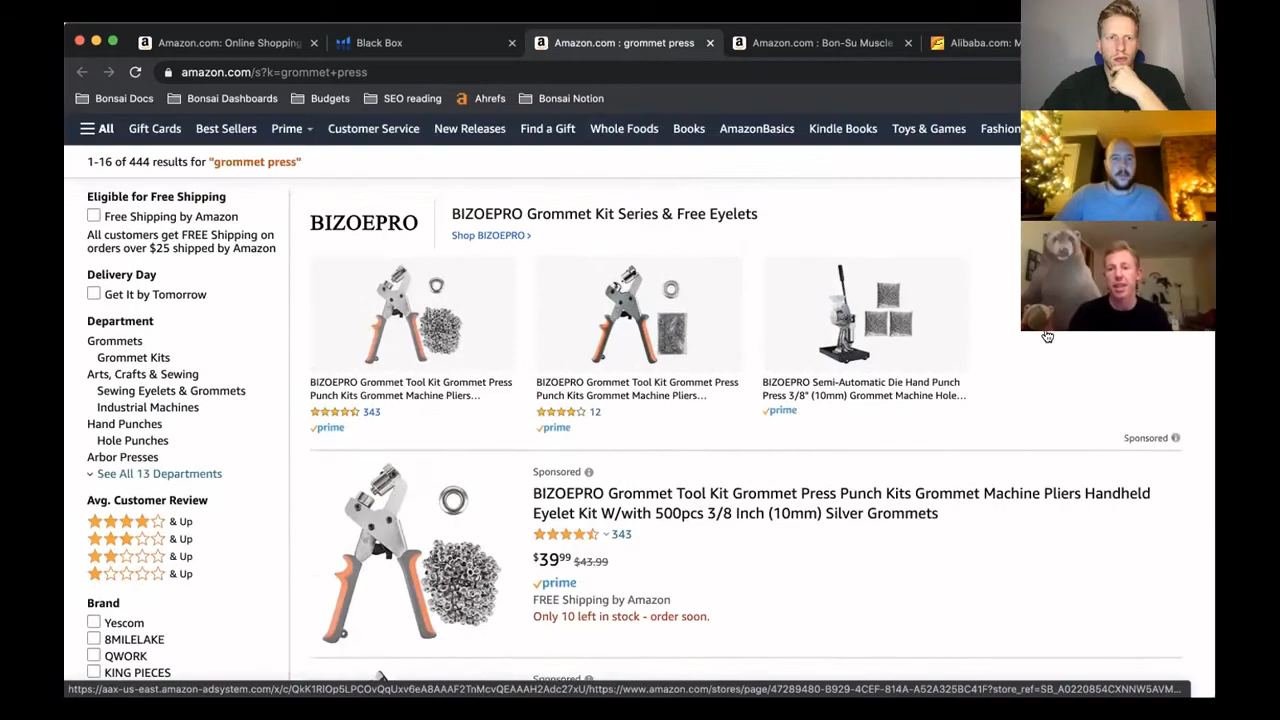 Amazon.com: Online Shopping
Black Box
Amazon.com : grommet press
Amazon.com : Bon-Su Muscle
Alibaba.com: M
amazon.com/s?k=grommet+press
Bonsai Docs
Bonsai Dashboards
Budgets
SEO reading
Ahrefs
Bonsai Notion
All
Gift Cards
Best Sellers
Prime
Customer Service
New Releases
Find a Gift
Whole Foods
Books
AmazonBasics
Kindle Books
Toys & Games
Fashion
1-16 of 444 results for "grommet press"
Eligible for Free Shipping
Free Shipping by Amazon
All customers get FREE Shipping on
orders over $25 shipped by Amazon
Delivery Day
Get It by Tomorrow
Department
Grommets
Grommet Kits
Arts, Crafts & Sewing
Sewing Eyelets & Grommets
Industrial Machines
Hand Punches
Hole Punches
Arbor Presses
See All 13 Departments
Avg. Customer Review
& Up
& Up
& Up
& Up
Brand
Yescom
8MILELAKE
QWORK
KING PIECES
BIZOEPRO
BIZOEPRO Grommet Kit Series & Free Eyelets
Shop BIZOEPRO ›
BIZOEPRO Grommet Tool Kit Grommet Press
Punch Kits Grommet Machine Pliers…
343
prime
BIZOEPRO Grommet Tool Kit Grommet Press
Punch Kits Grommet Machine Pliers…
12
prime
BIZOEPRO Semi-Automatic Die Hand Punch
Press 3/8" (10mm) Grommet Machine Hole…
prime
Sponsored
Sponsored
BIZOEPRO Grommet Tool Kit Grommet Press Punch Kits Grommet Machine Pliers Handheld
Eyelet Kit W/with 500pcs 3/8 Inch (10mm) Silver Grommets
343
$39.99 $43.99
prime
FREE Shipping by Amazon
Only 10 left in stock - order soon.
Sponsored